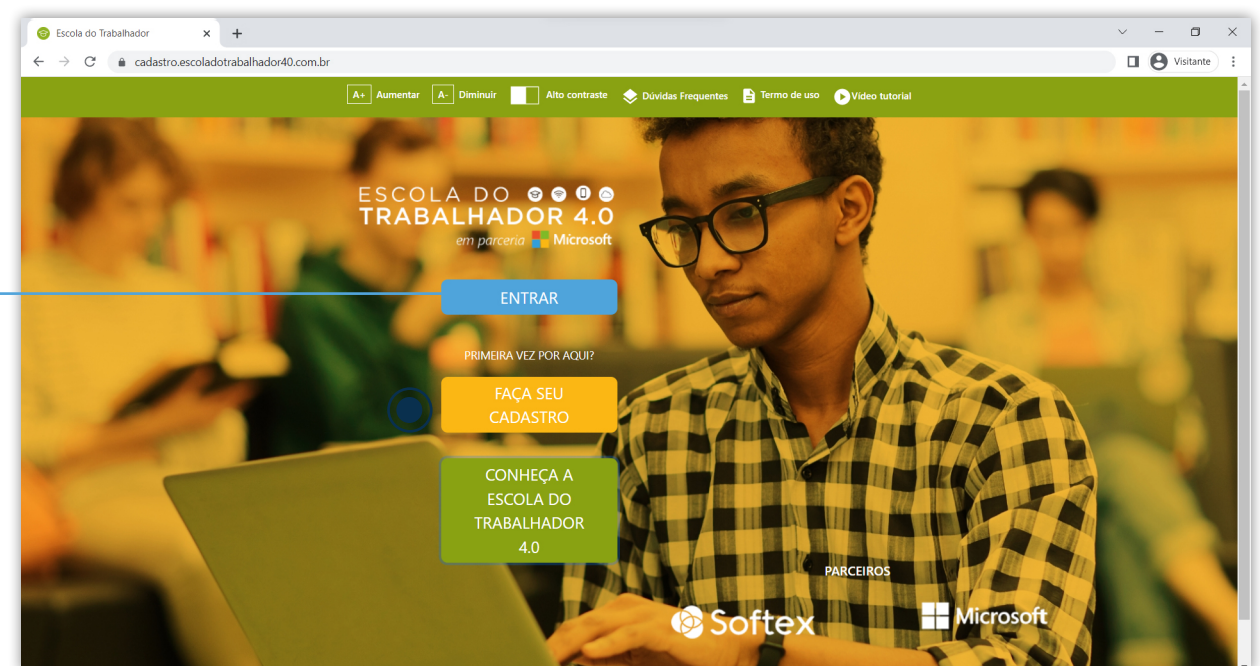 Escola do Trabalhador
cadastro.escoladotrabalhador40.com.br
Visitante
A+ Aumentar A- Diminuir Alto contraste Dúvidas Frequentes Termo de uso Vídeo tutorial
ESCOLA DO
TRABALHADOR 4.0
em parceria Microsoft
ENTRAR
PRIMEIRA VEZ POR AQUI?
FAÇA SEU
CADASTRO
CONHEÇA A
ESCOLA DO
TRABALHADOR
4.0
PARCEIROS
Softex Microsoft